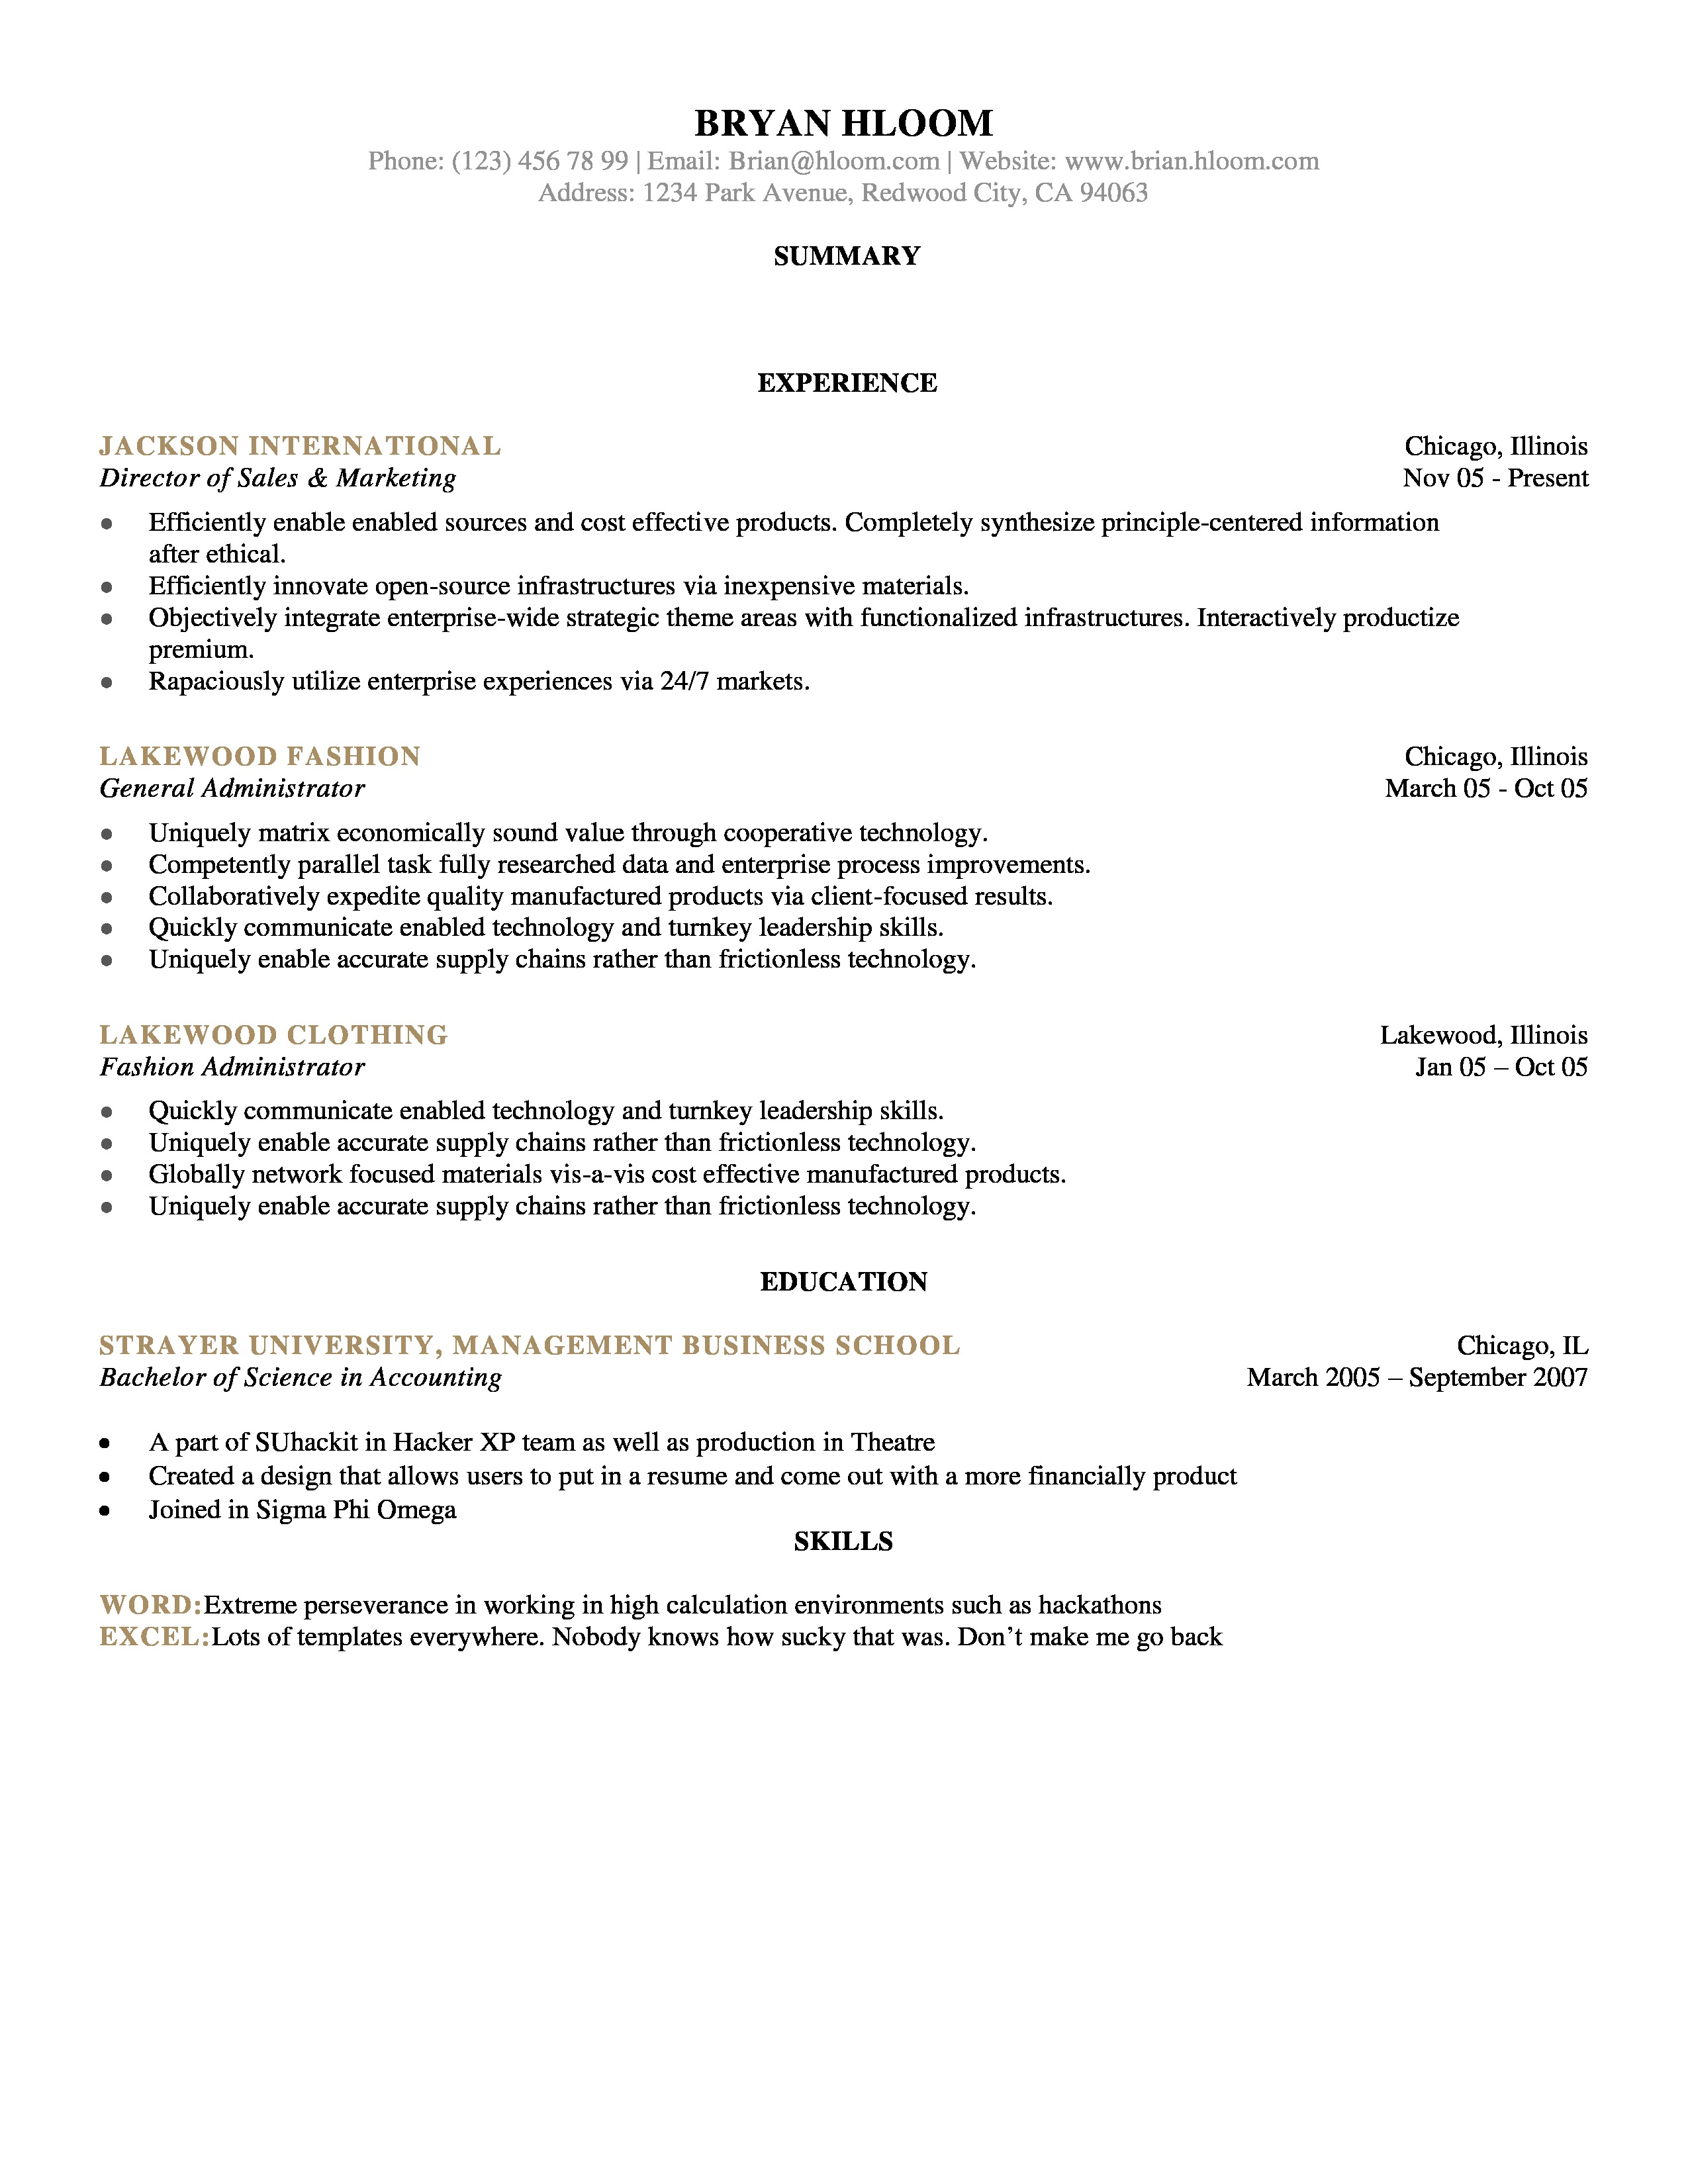 BRYAN HLOOM
Phone: (123) 456 78 99 | Email: Brian@hloom.com | Website: www.brian.hloom.com
Address: 1234 Park Avenue, Redwood City, CA 94063
SUMMARY
EXPERIENCE
JACKSON INTERNATIONAL Chicago, Illinois
Director of Sales & Marketing Nov 05 - Present
● Efficiently enable enabled sources and cost effective products. Completely synthesize principle-centered information
after ethical.
● Efficiently innovate open-source infrastructures via inexpensive materials.
● Objectively integrate enterprise-wide strategic theme areas with functionalized infrastructures. Interactively productize
premium.
● Rapaciously utilize enterprise experiences via 24/7 markets.
LAKEWOOD FASHION Chicago, Illinois
General Administrator March 05 - Oct 05
● Uniquely matrix economically sound value through cooperative technology.
● Competently parallel task fully researched data and enterprise process improvements.
● Collaboratively expedite quality manufactured products via client-focused results.
● Quickly communicate enabled technology and turnkey leadership skills.
● Uniquely enable accurate supply chains rather than frictionless technology.
LAKEWOOD CLOTHING Lakewood, Illinois
Fashion Administrator Jan 05 – Oct 05
● Quickly communicate enabled technology and turnkey leadership skills.
● Uniquely enable accurate supply chains rather than frictionless technology.
● Globally network focused materials vis-a-vis cost effective manufactured products.
● Uniquely enable accurate supply chains rather than frictionless technology.
EDUCATION
STRAYER UNIVERSITY, MANAGEMENT BUSINESS SCHOOL Chicago, IL
Bachelor of Science in Accounting March 2005 – September 2007
● A part of SUhackit in Hacker XP team as well as production in Theatre
● Created a design that allows users to put in a resume and come out with a more financially product
● Joined in Sigma Phi Omega
SKILLS
WORD:Extreme perseverance in working in high calculation environments such as hackathons
EXCEL:Lots of templates everywhere. Nobody knows how sucky that was. Don’t make me go back